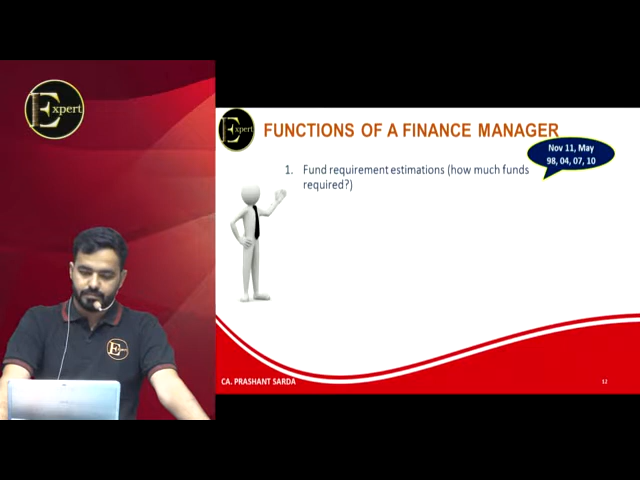 Expert
Expert
FUNCTIONS OF A FINANCE MANAGER
Nov 11, May
98, 04, 07, 10
1. Fund requirement estimations (how much funds
required?)
E
CA. PRASHANT SARDA
12